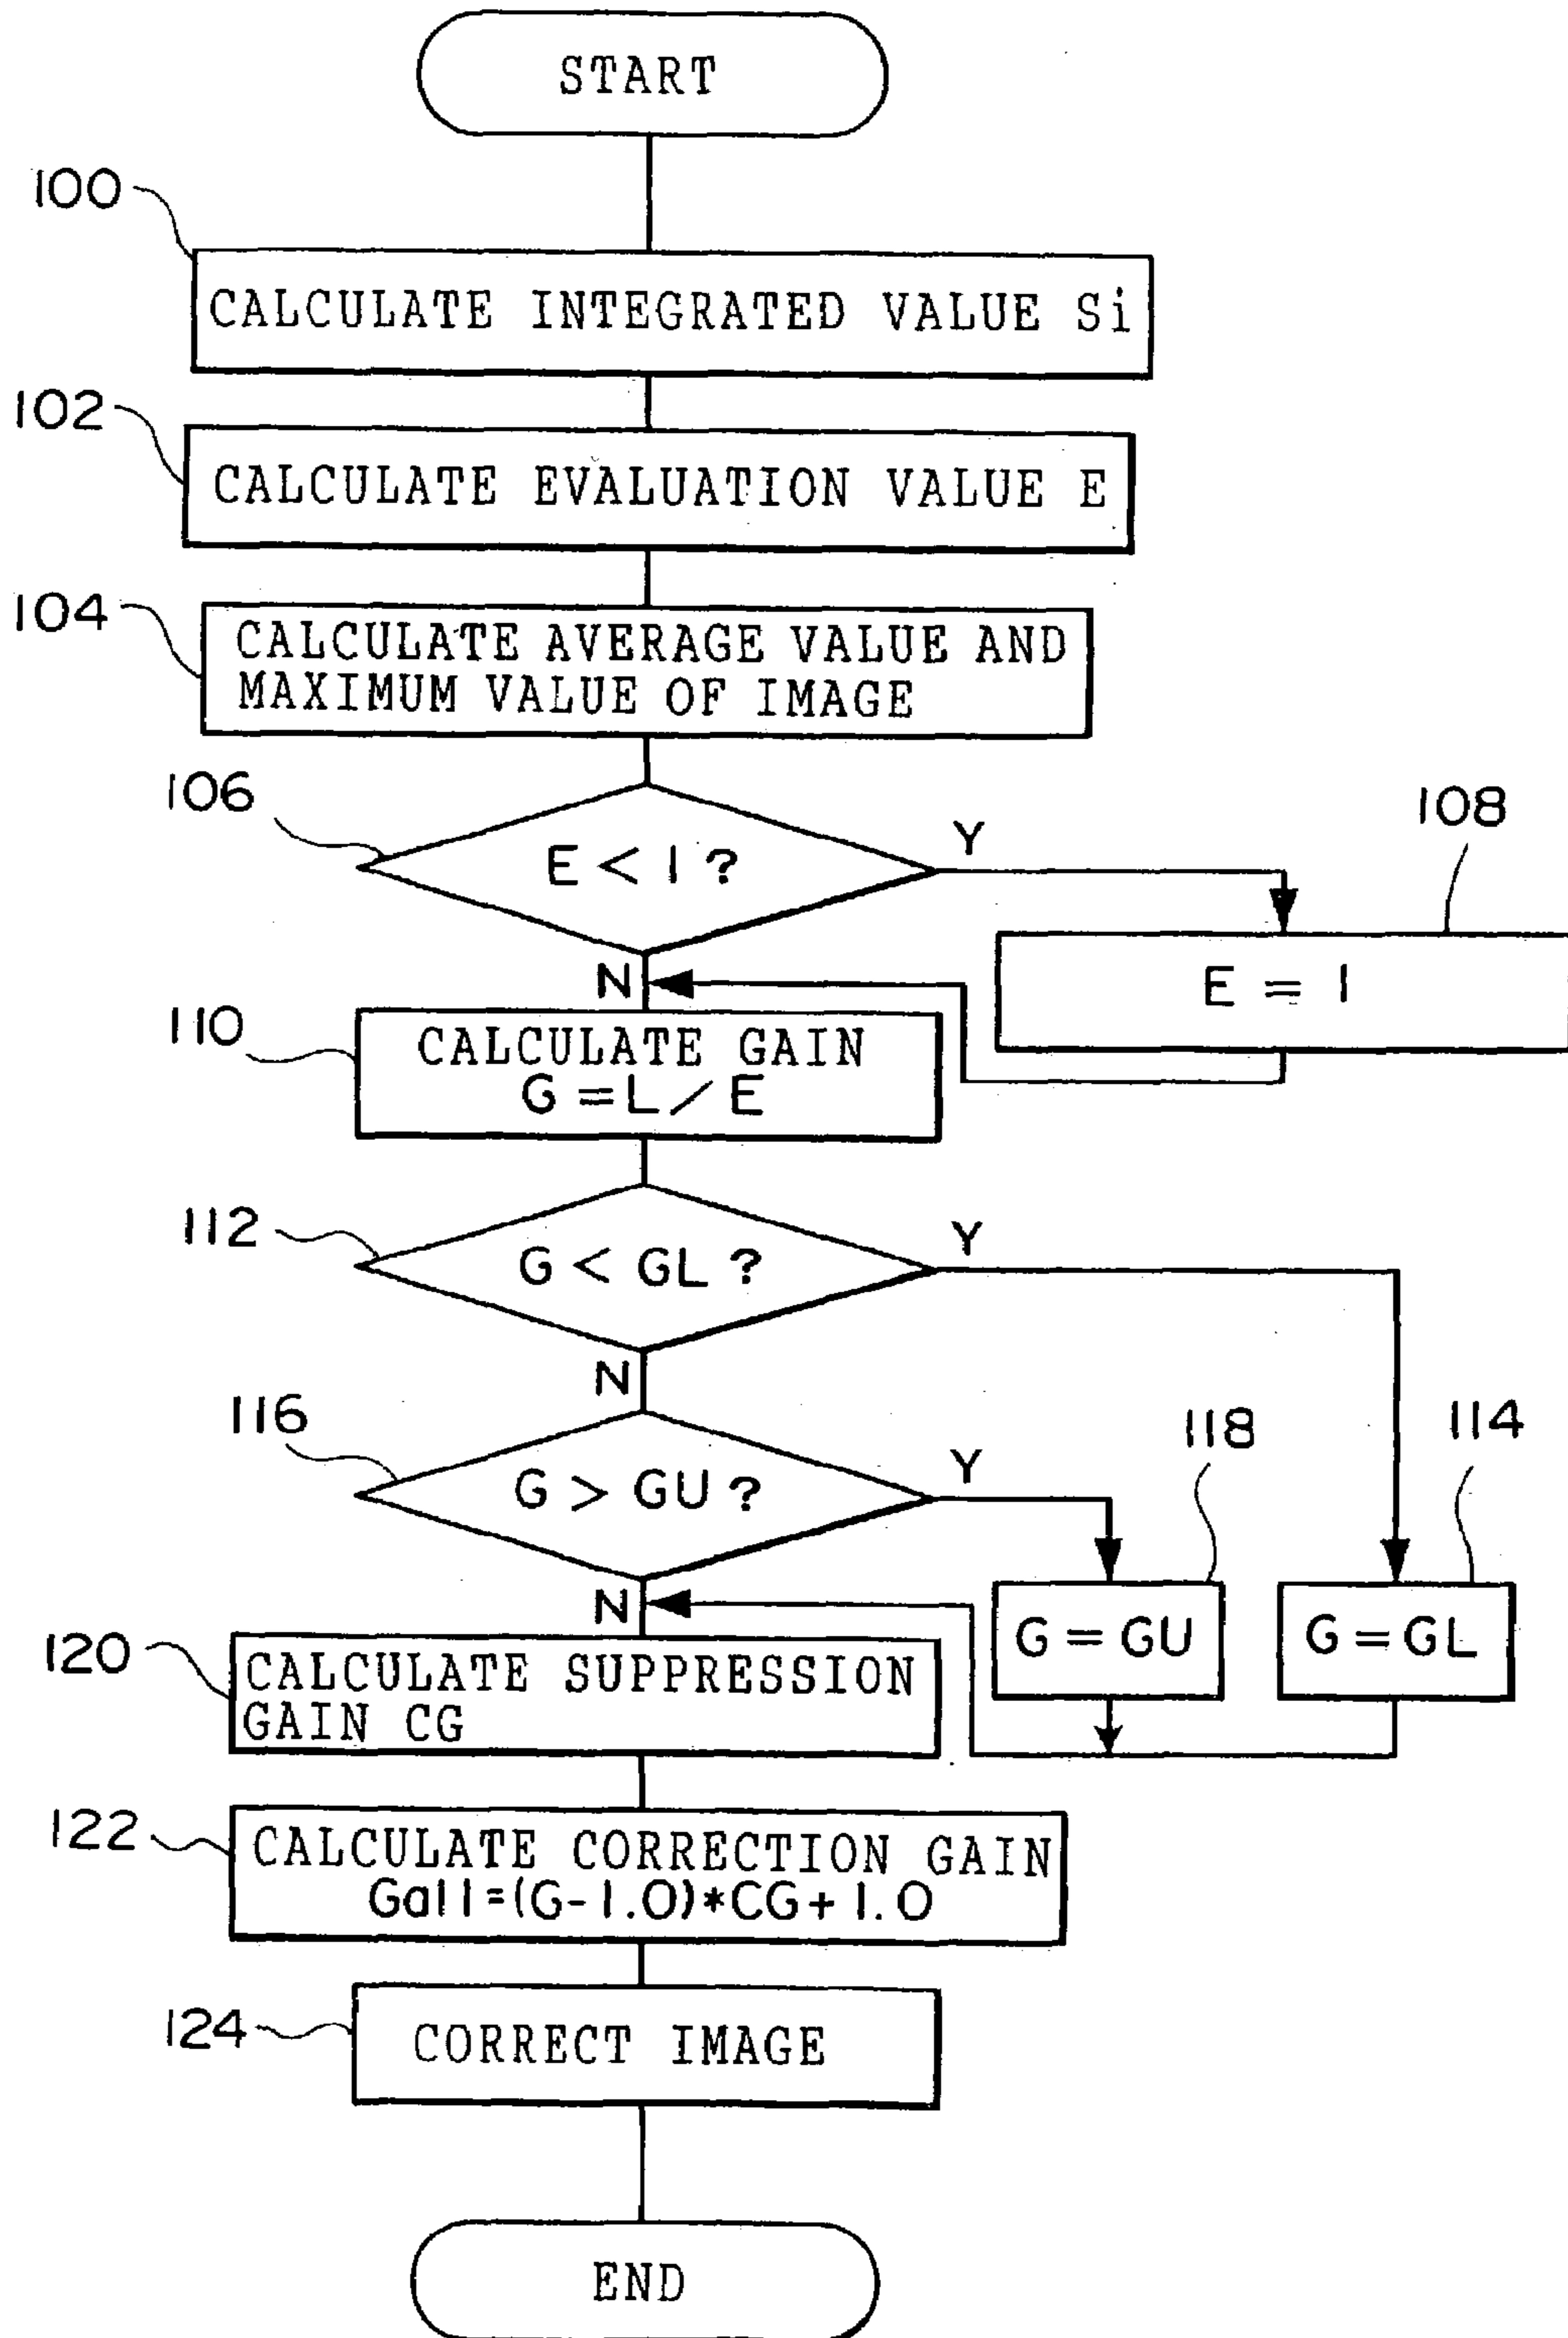 START
100
CALCULATE INTEGRATED VALUE Si
102
CALCULATE EVALUATION VALUE E
104
CALCULATE AVERAGE VALUE AND
MAXIMUM VALUE OF IMAGE
106
E < 1 ?
Y
108
E = 1
N
110
CALCULATE GAIN
G = L / E
112
G < GL ?
Y
N
116
G > GU ?
Y
118
114
N
G = GU
G = GL
120
CALCULATE SUPPRESSION
GAIN CG
122
CALCULATE CORRECTION GAIN
Gall=(G-1.0)*CG+1.0
124
CORRECT IMAGE
END